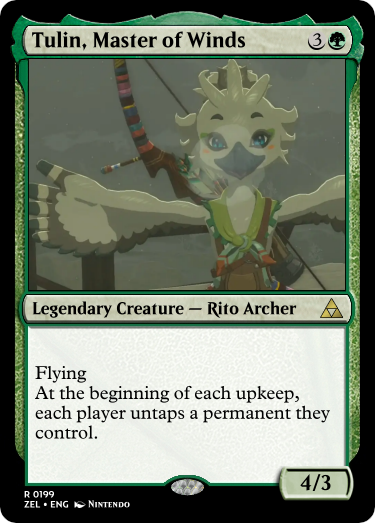 Tulin, Master of Winds 3
Legendary Creature — Rito Archer
Flying
At the beginning of each upkeep,
each player untaps a permanent they
control.
4/3
R 0199
ZEL • ENG Nintendo